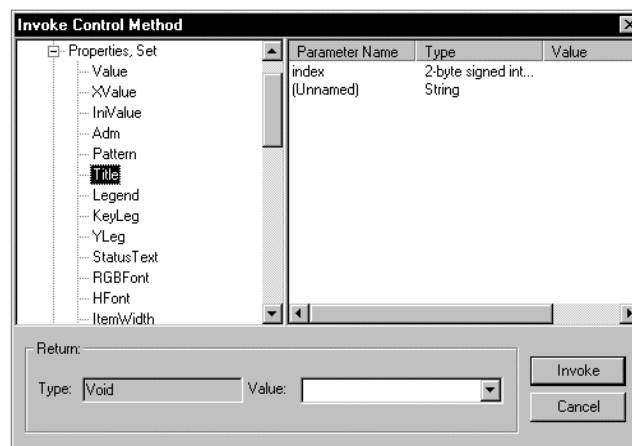 Invoke Control Method
Properties, Set
Value
XValue
IniValue
Adm
Pattern
Title
Legend
KeyLeg
YLeg
StatusText
RGBFont
HFont
ItemWidth
Parameter Name Type Value
index 2-byte signed int...
(Unnamed) String
Return:
Type: Void Value:
Invoke
Cancel